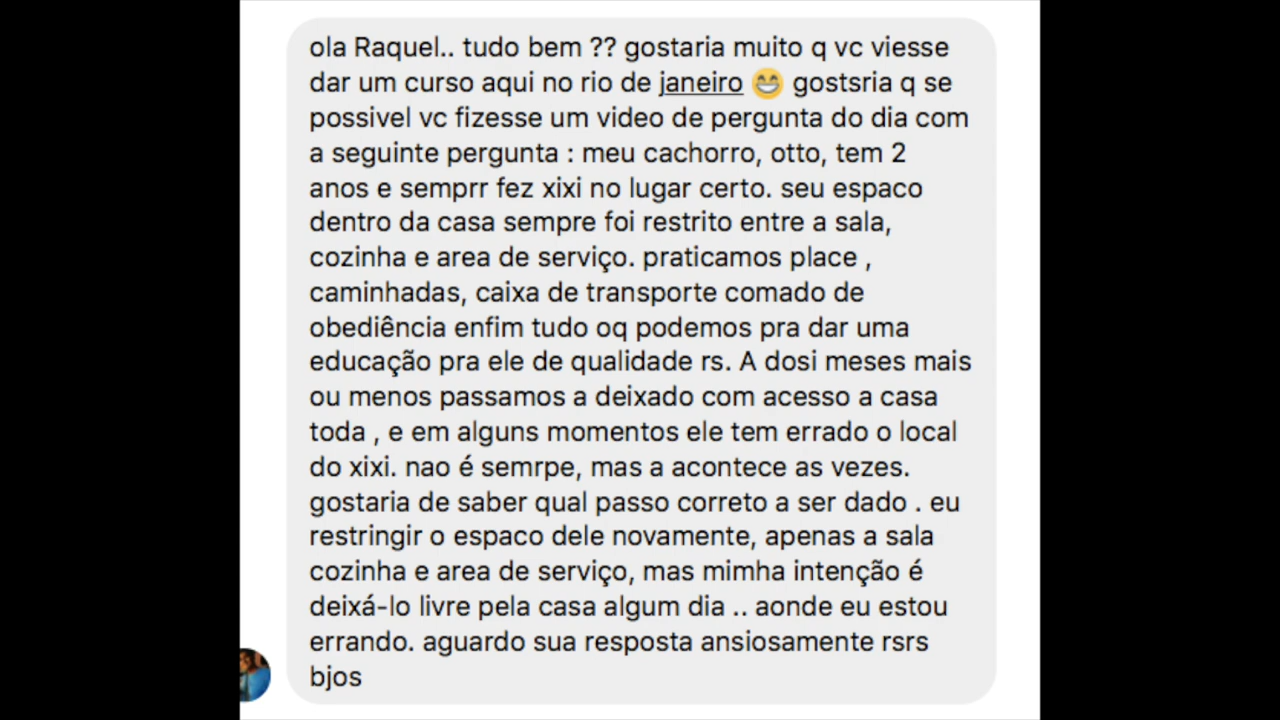 ola Raquel.. tudo bem ?? gostaria muito q vc viesse
dar um curso aqui no rio de janeiro 😁 gostsria q se
possivel vc fizesse um video de pergunta do dia com
a seguinte pergunta : meu cachorro, otto, tem 2
anos e semprr fez xixi no lugar certo. seu espaco
dentro da casa sempre foi restrito entre a sala,
cozinha e area de serviço. praticamos place ,
caminhadas, caixa de transporte comado de
obediência enfim tudo oq podemos pra dar uma
educação pra ele de qualidade rs. A dosi meses mais
ou menos passamos a deixado com acesso a casa
toda , e em alguns momentos ele tem errado o local
do xixi. nao é semrpe, mas a acontece as vezes.
gostaria de saber qual passo correto a ser dado . eu
restringir o espaco dele novamente, apenas a sala
cozinha e area de serviço, mas mimha intenção é
deixá-lo livre pela casa algum dia .. aonde eu estou
errando. aguardo sua resposta ansiosamente rsrs
bjos